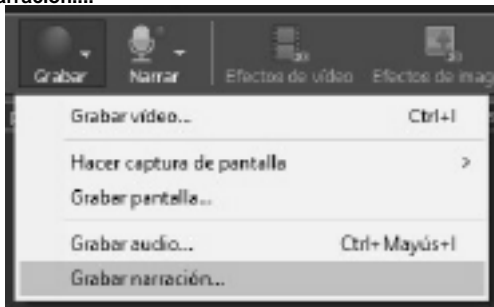 arración....
Grabar Narrar Efectos de vídeo Efectos de imag
Grabar vídeo... Ctrl+I
Hacer captura de pantalla >
Grabar pantalla...
Grabar audio... Ctrl+Mayús+I
Grabar narración...